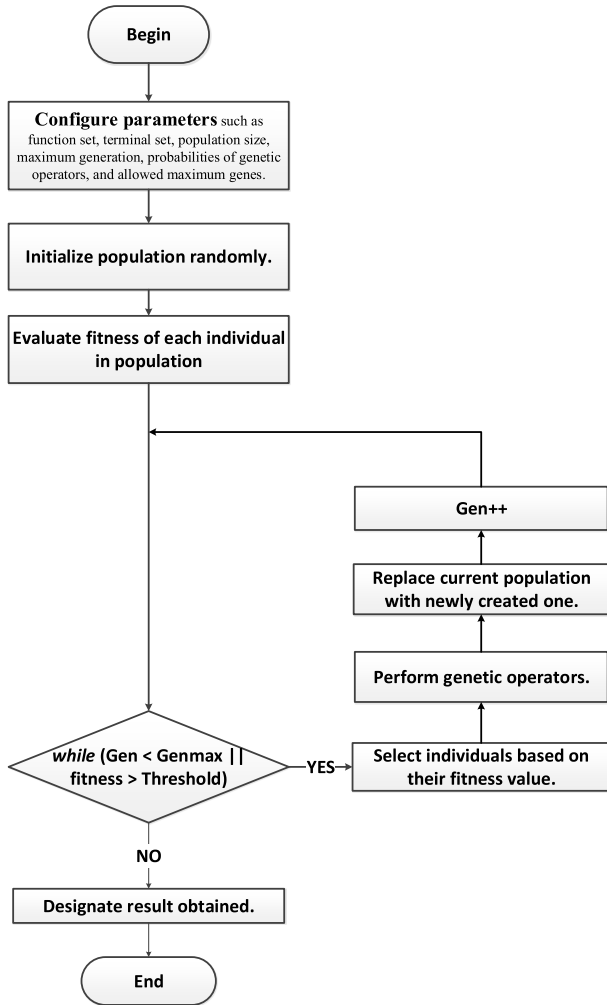 Begin
Configure parameters such as
function set, terminal set, population size,
maximum generation, probabilities of genetic
operators, and allowed maximum genes.
Initialize population randomly.
Evaluate fitness of each individual
in population
Gen++
Replace current population
with newly created one.
Perform genetic operators.
while (Gen < Genmax ||
fitness > Threshold)
YES
Select individuals based on
their fitness value.
NO
Designate result obtained.
End